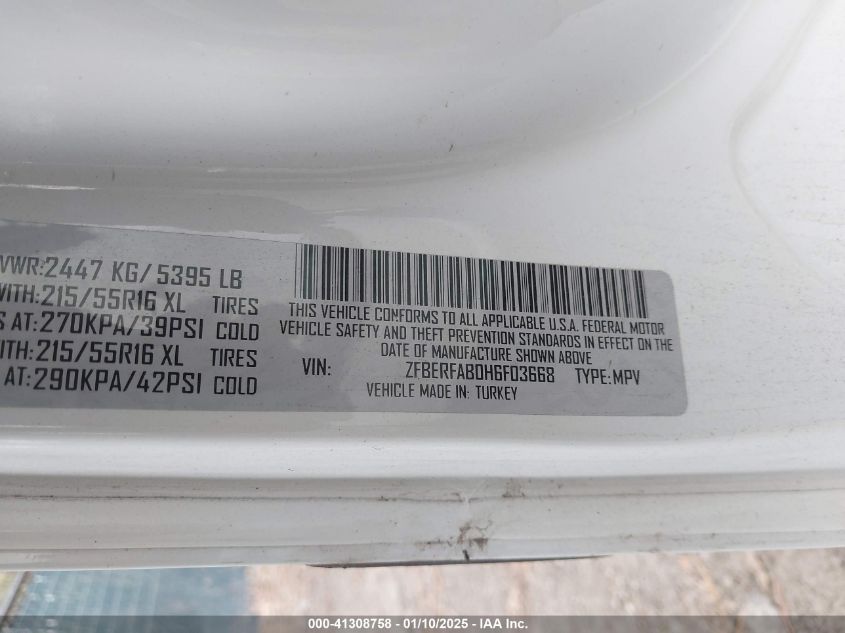 VWR:2447 KG/5395 LB
WITH:215/55R16 XL TIRES
S AT:270KPA/39PSI COLD
ITH:215/55R16 XL TIRES
AT:290KPA/42PSI COLD
THIS VEHICLE CONFORMS TO ALL APPLICABLE U.S.A. FEDERAL MOTOR
VEHICLE SAFETY AND THEFT PREVENTION STANDARDS IN EFFECT ON THE
DATE OF MANUFACTURE SHOWN ABOVE
VIN: ZFBERFAB0H6F03668 TYPE:MPV
VEHICLE MADE IN: TURKEY
000-41308758 - 01/10/2025 - IAA Inc.